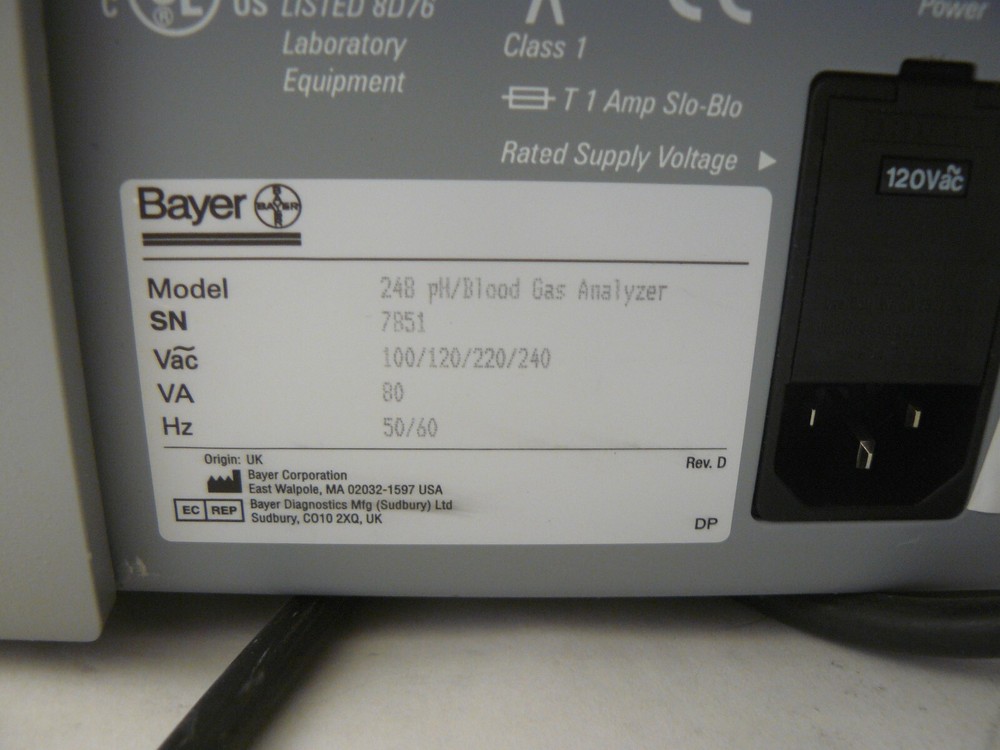 C UL ® US LISTED 8D76
Laboratory
Equipment
CE
Class 1
T 1 Amp Slo-Blo
Rated Supply Voltage ▶
Power
120Vac
Bayer BAYER
Model 248 pH/Blood Gas Analyzer
SN 7851
Vac 100/120/220/240
VA 80
Hz 50/60
Origin: UK
Bayer Corporation
East Walpole, MA 02032-1597 USA
EC REP Bayer Diagnostics Mfg (Sudbury) Ltd
Sudbury, CO10 2XQ, UK
Rev. D
DP